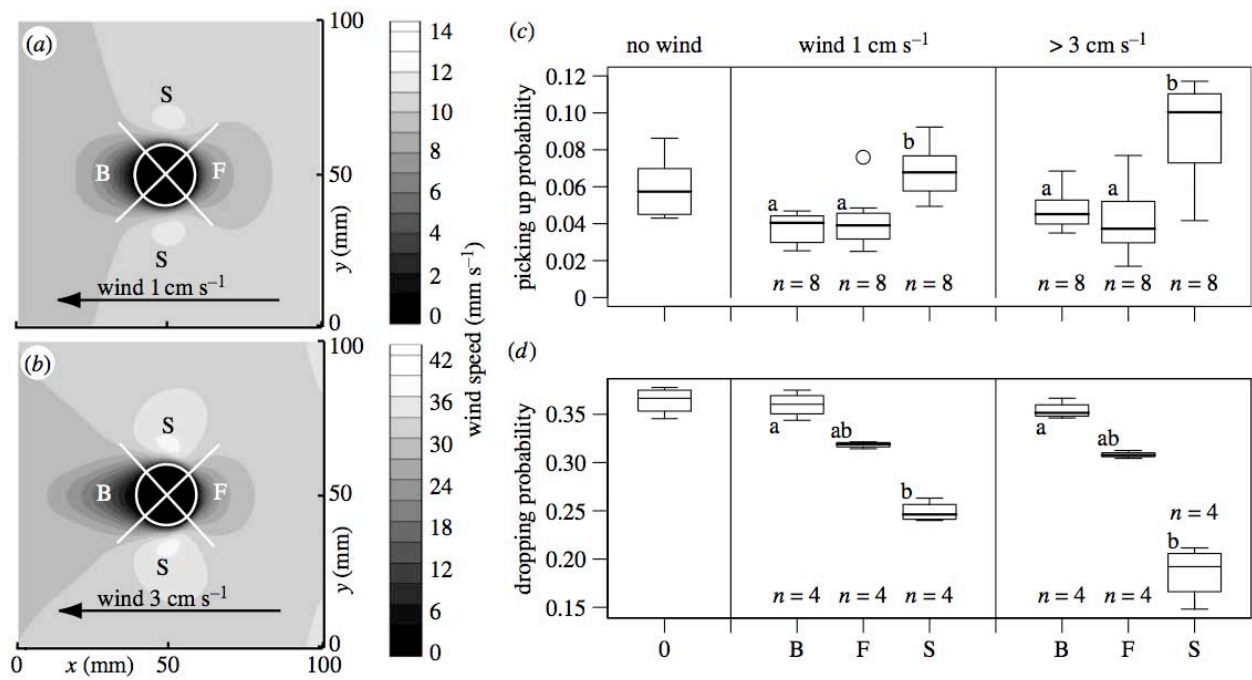 (a)
S
B
F
S
wind 1 cm s⁻¹
100
50
y (mm)
0
14
12
10
8
6
4
2
0
(b)
S
B
F
S
wind 3 cm s⁻¹
100
50
y (mm)
0
0
x (mm)
50
100
42
36
30
24
18
12
6
0
wind speed (mm s⁻¹)
(c)
no wind
wind 1 cm s⁻¹
> 3 cm s⁻¹
picking up probability
0.12
0.10
0.08
0.06
0.04
0.02
0
a
a
b
n = 8
n = 8
n = 8
a
a
b
n = 8
n = 8
n = 8
(d)
dropping probability
0.35
0.30
0.25
0.20
0.15
a
ab
b
n = 4
n = 4
n = 4
a
ab
n = 4
b
n = 4
n = 4
0
B
F
S
B
F
S